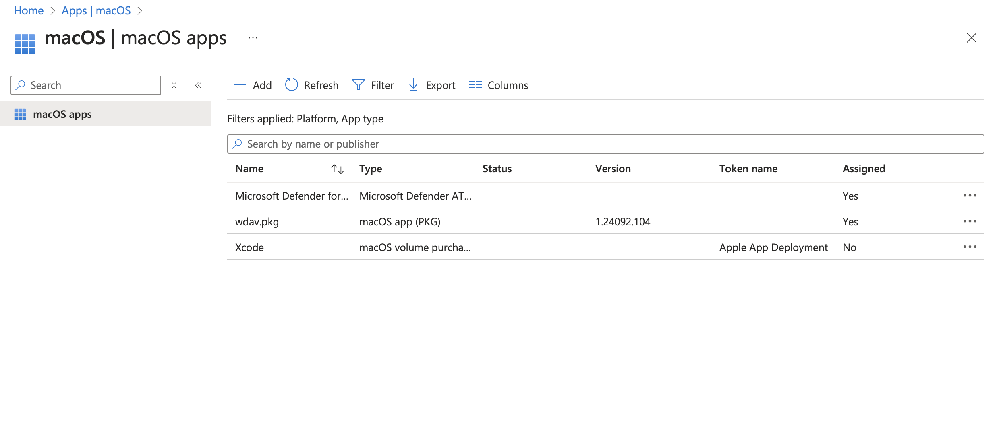 Home > Apps | macOS >
macOS | macOS apps ...
Search
macOS apps
Add Refresh Filter Export Columns
Filters applied: Platform, App type
Search by name or publisher
Name Type Status Version Token name Assigned
Microsoft Defender for... Microsoft Defender AT... Yes
wdav.pkg macOS app (PKG) 1.24092.104 Yes
Xcode macOS volume purcha... Apple App Deployment No